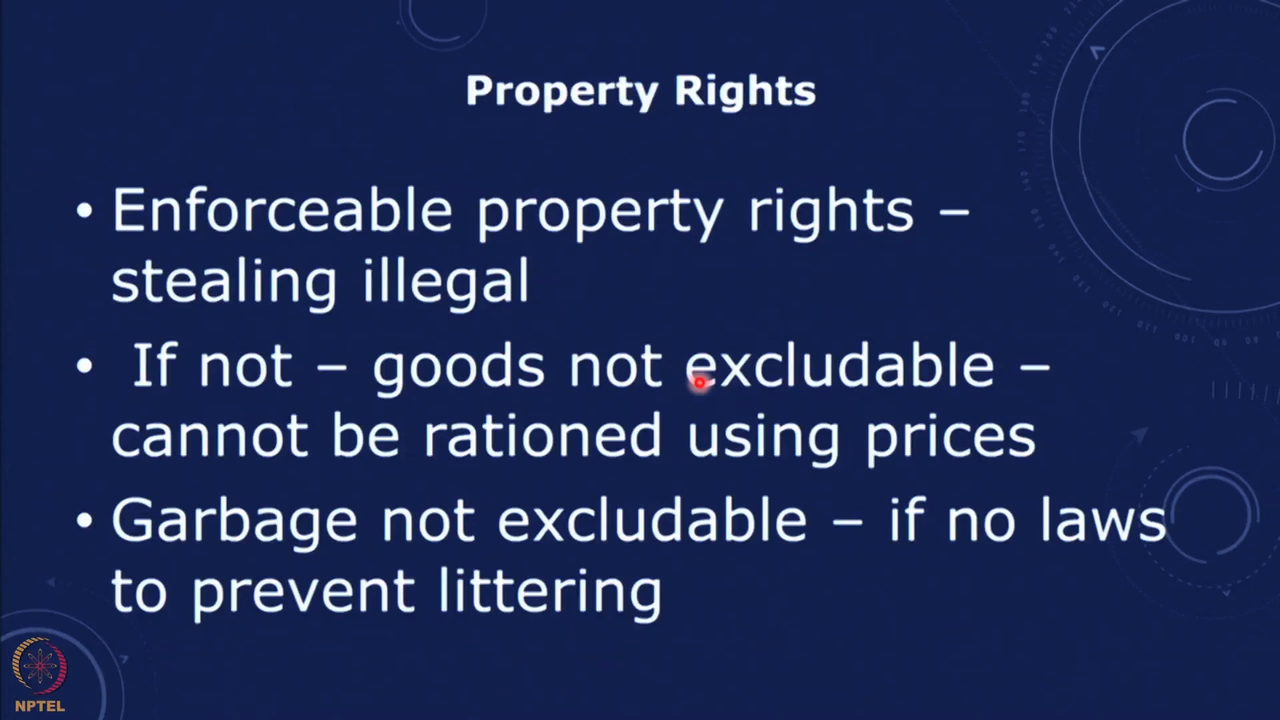 Property Rights
• Enforceable property rights –
stealing illegal
• If not – goods not excludable –
cannot be rationed using prices
• Garbage not excludable – if no laws
to prevent littering
NPTEL